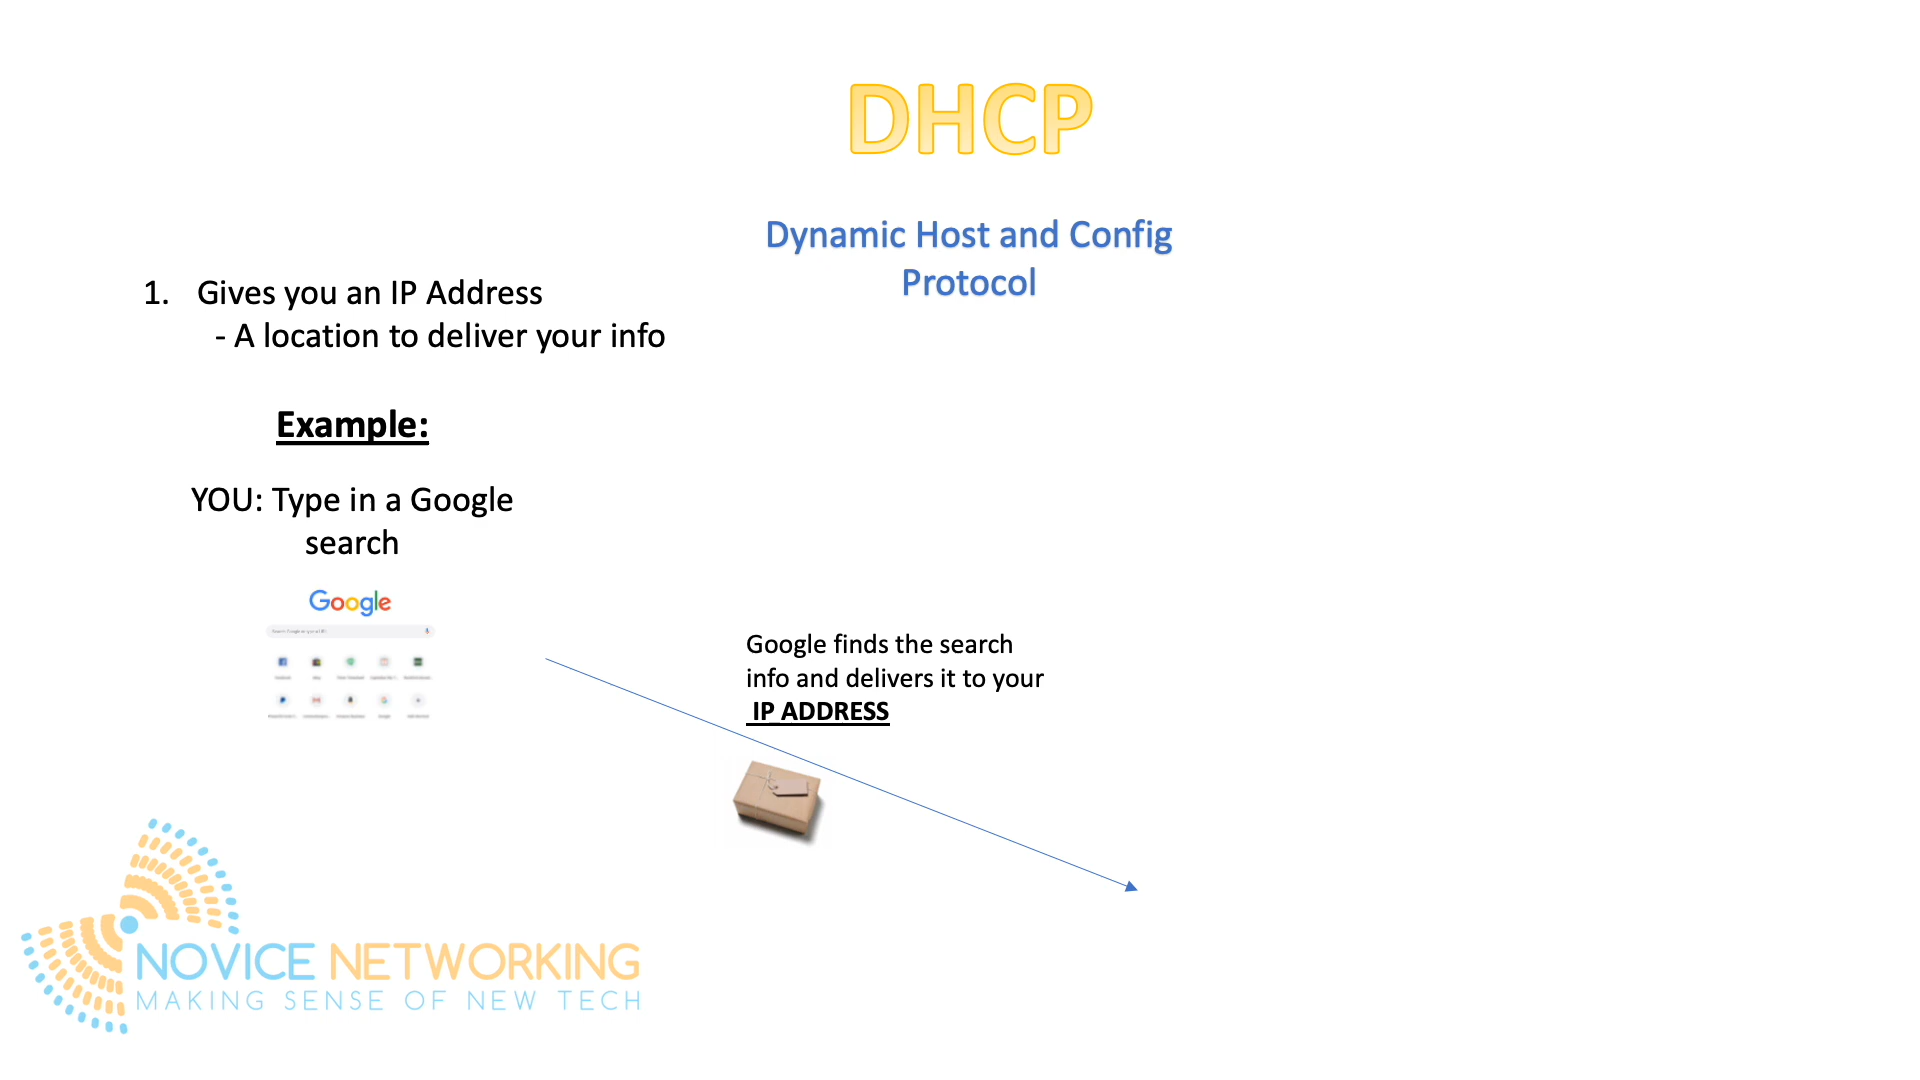 DHCP
Dynamic Host and Config
Protocol
1. Gives you an IP Address
- A location to deliver your info
Example:
YOU: Type in a Google
search
Google
Google finds the search
info and delivers it to your
IP ADDRESS
NOVICE NETWORKING
MAKING SENSE OF NEW TECH